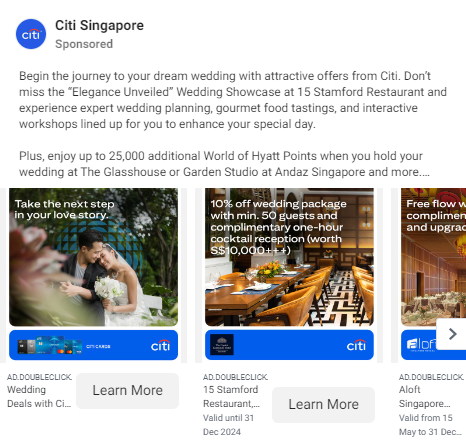 Citi Singapore
Sponsored
citi
Begin the journey to your dream wedding with attractive offers from Citi. Don't
miss the “Elegance Unveiled” Wedding Showcase at 15 Stamford Restaurant and
experience expert wedding planning, gourmet food tastings, and interactive
workshops lined up for you to enhance your special day.
Plus, enjoy up to 25,000 additional World of Hyatt Points when you hold your
wedding at The Glasshouse or Garden Studio at Andaz Singapore and more....
Take the next step
in your love story.
CITI CARDS
citi
AD.DOUBLECLICK.
Wedding
Deals with Ci...
Learn More
10% off wedding package
with min. 50 guests and
complimentary one-hour
cocktail reception (worth
S$10,000+++)
citi
AD.DOUBLECLICK.
15 Stamford
Restaurant,...
Valid until 31
Dec 2024
Learn More
Free flow w
complimen
and upgrad
aloft
AD.DOUBLECLICK.
Aloft
Singapore...
Valid from 15
May to 31 Dec...